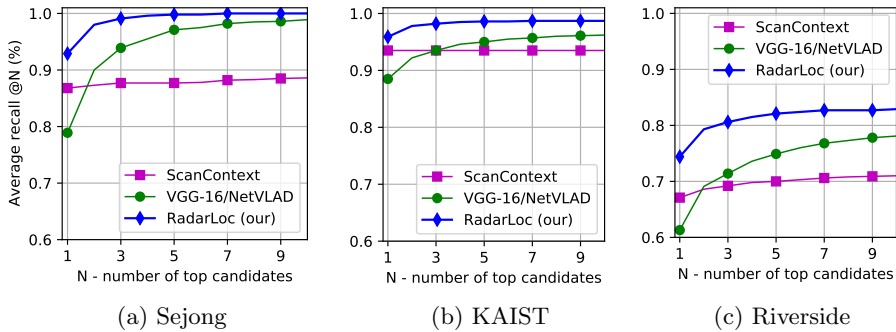 Average recall @N (%)
1.0
0.9
0.8
0.7
0.6
ScanContext
VGG-16/NetVLAD
RadarLoc (our)
1 3 5 7 9
N - number of top candidates
(a) Sejong
1.0
0.9
0.8
0.7
0.6
ScanContext
VGG-16/NetVLAD
RadarLoc (our)
1 3 5 7 9
N - number of top candidates
(b) KAIST
1.0
0.9
0.8
0.7
0.6
ScanContext
VGG-16/NetVLAD
RadarLoc (our)
1 3 5 7 9
N - number of top candidates
(c) Riverside